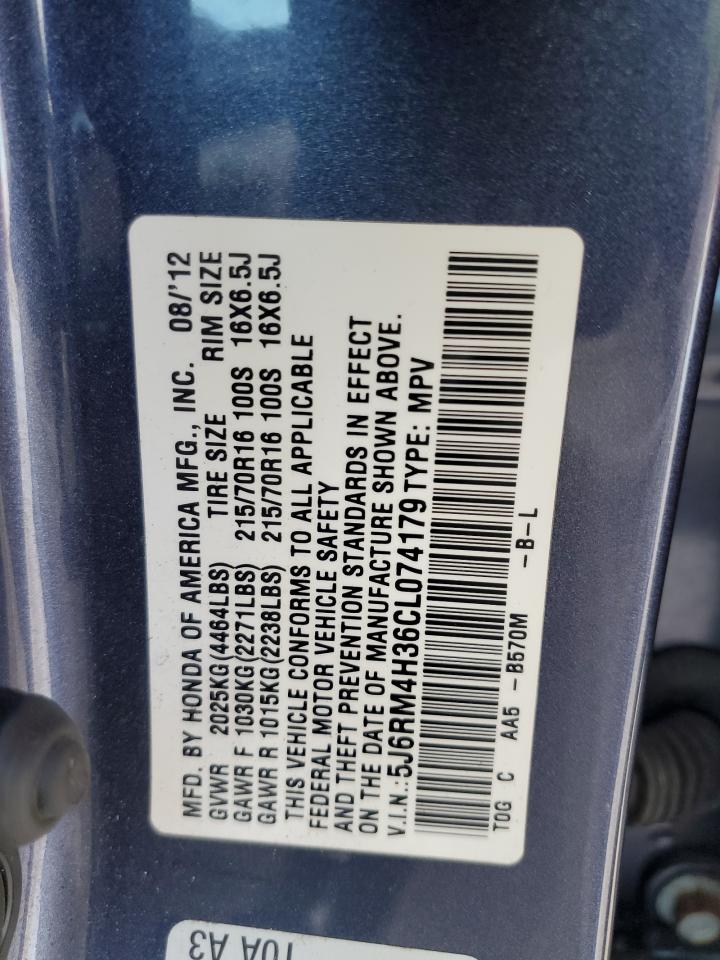 MFD. BY HONDA OF AMERICA MFG., INC. 08/'12
GVWR 2025KG(4464LBS) TIRE SIZE RIM SIZE
GAWR F 1030KG(2271LBS) 215/70R16 100S 16X6.5J
GAWR R 1015KG(2238LBS) 215/70R16 100S 16X6.5J
THIS VEHICLE CONFORMS TO ALL APPLICABLE
FEDERAL MOTOR VEHICLE SAFETY
AND THEFT PREVENTION STANDARDS IN EFFECT
ON THE DATE OF MANUFACTURE SHOWN ABOVE.
V.I.N.:5J6RM4H36CL074179 TYPE: MPV
TOG C AA5 -B570M -B-L
A3